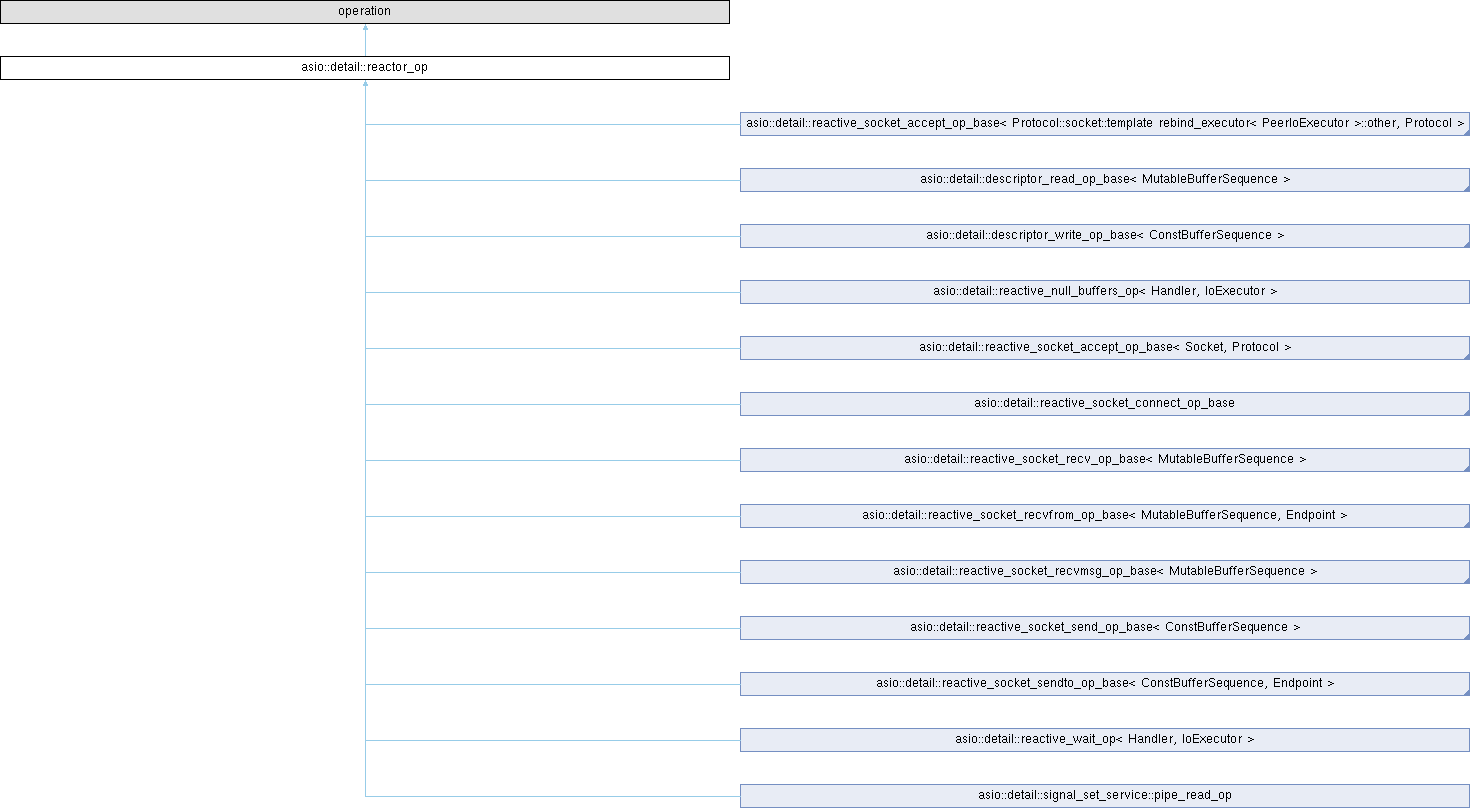 operation
asio::detail::reactor_op
asio::detail::reactive_socket_accept_op_base< Protocol::socket::template rebind_executor< PeerIoExecutor >::other, Protocol >
asio::detail::descriptor_read_op_base< MutableBufferSequence >
asio::detail::descriptor_write_op_base< ConstBufferSequence >
asio::detail::reactive_null_buffers_op< Handler, IoExecutor >
asio::detail::reactive_socket_accept_op_base< Socket, Protocol >
asio::detail::reactive_socket_connect_op_base
asio::detail::reactive_socket_recv_op_base< MutableBufferSequence >
asio::detail::reactive_socket_recvfrom_op_base< MutableBufferSequence, Endpoint >
asio::detail::reactive_socket_recvmsg_op_base< MutableBufferSequence >
asio::detail::reactive_socket_send_op_base< ConstBufferSequence >
asio::detail::reactive_socket_sendto_op_base< ConstBufferSequence, Endpoint >
asio::detail::reactive_wait_op< Handler, IoExecutor >
asio::detail::signal_set_service::pipe_read_op